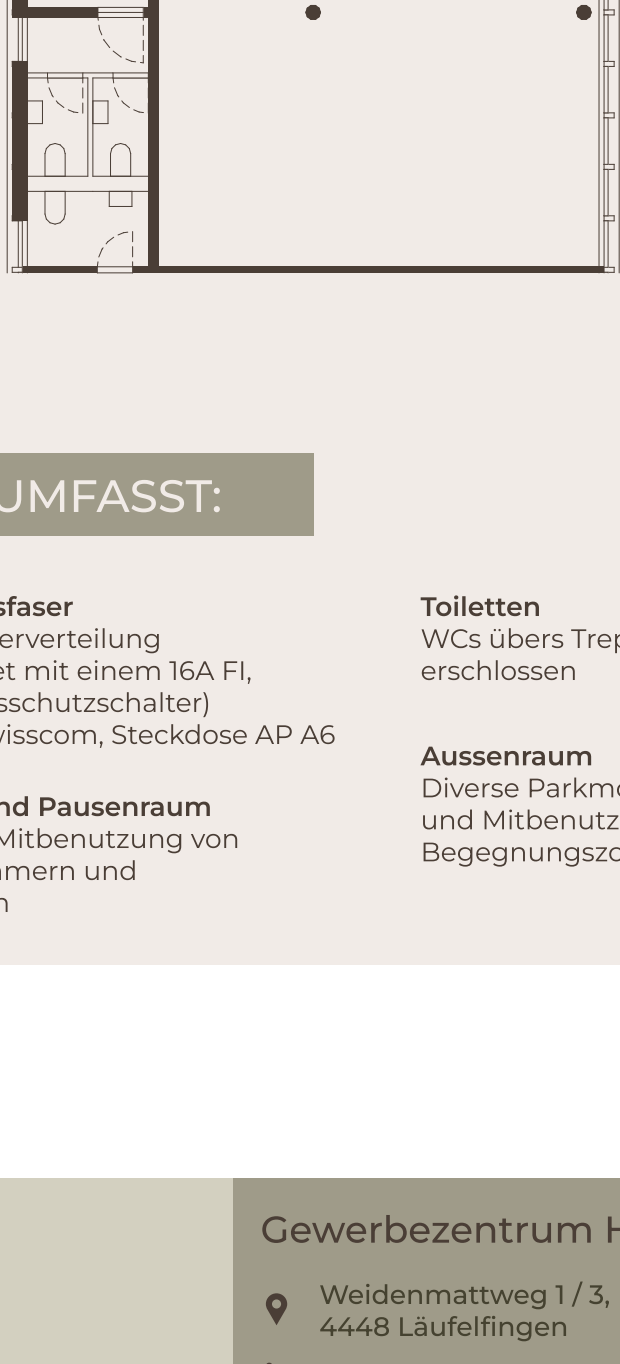 UMFASST:
sfaser
erverteilung
et mit einem 16A FI,
sschutzschalter)
visscom, Steckdose AP A6
nd Pausenraum
Mitbenutzung von
mern und
n
Toiletten
WCs übers Trep
erschlossen
Aussenraum
Diverse Parkmö
und Mitbenutz
Begegnungszo
Gewerbezentrum H
Weidenmattweg 1 / 3,
4448 Läufelfingen